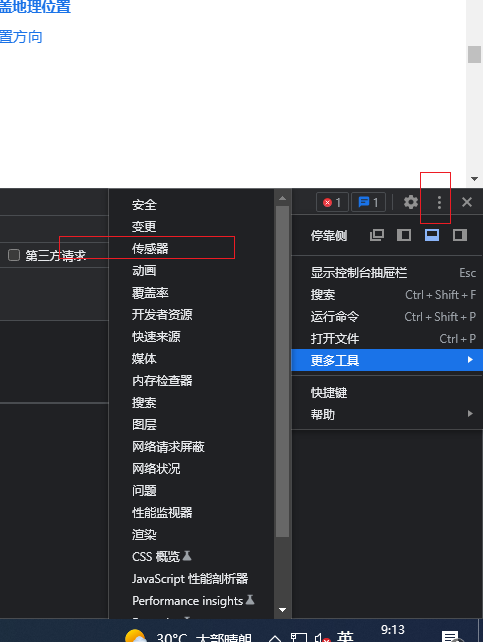 盖地理位置
置方向
1
1
停靠侧
显示控制台抽屉栏 Esc
搜索 Ctrl + Shift + F
运行命令 Ctrl + Shift + P
打开文件 Ctrl + P
更多工具
快捷键
帮助
第三方请求
安全
变更
传感器
动画
覆盖率
开发者资源
快速来源
媒体
内存检查器
搜索
图层
网络请求屏蔽
网络状况
问题
性能监视器
渲染
CSS 概览
JavaScript 性能剖析器
Performance insights
30°C 大部晴朗 英 9:13